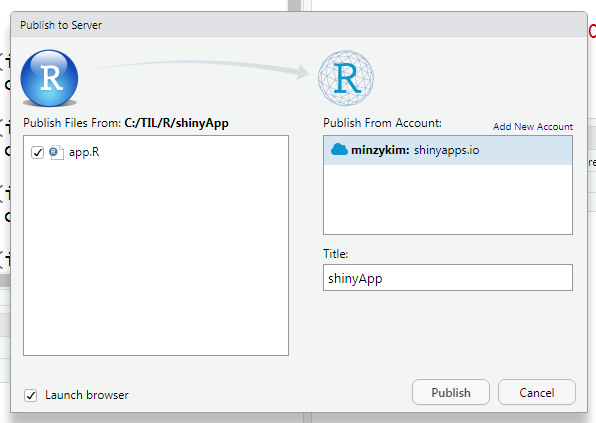 Publish to Server
R
R
Publish Files From: C:/TIL/R/shinyApp
Publish From Account:
Add New Account
R app.R
minzykim: shinyapps.io
Title:
shinyApp
Launch browser
Publish
Cancel